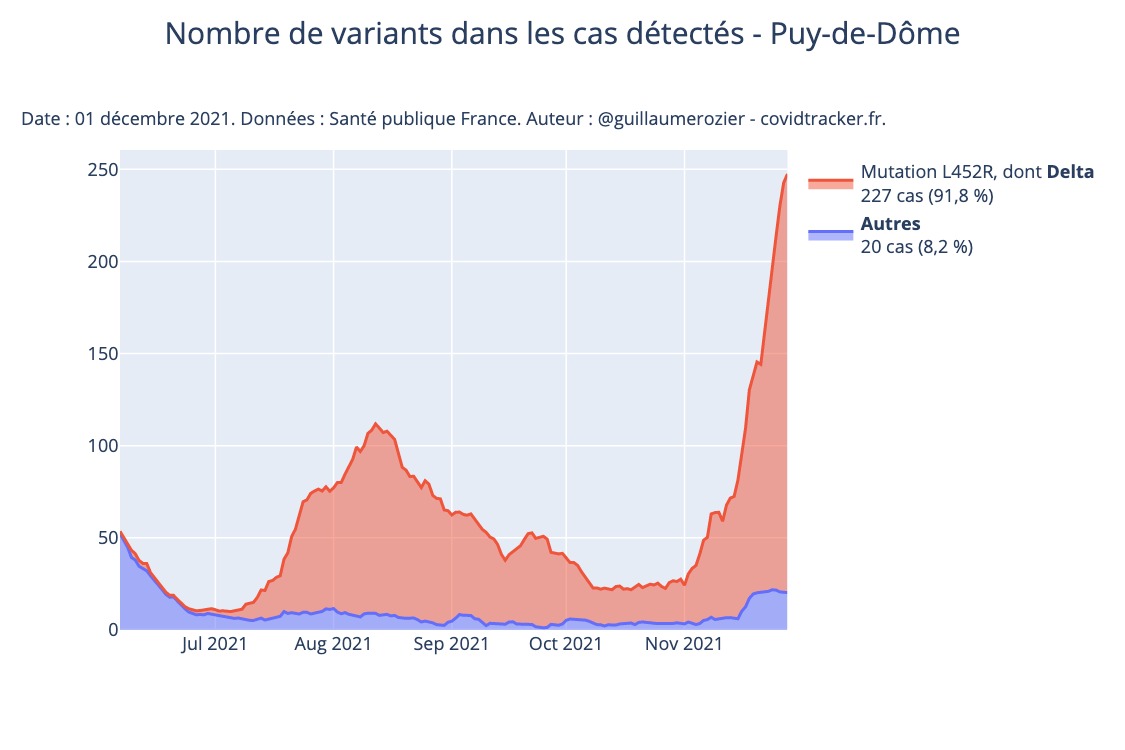 Nombre de variants dans les cas détectés - Puy-de-Dôme
Date : 01 décembre 2021. Données : Santé publique France. Auteur : @guillaumerozier - covidtracker.fr.
250
200
150
100
50
0
Jul 2021
Aug 2021
Sep 2021
Oct 2021
Nov 2021
Mutation L452R, dont Delta
227 cas (91,8 %)
Autres
20 cas (8,2 %)